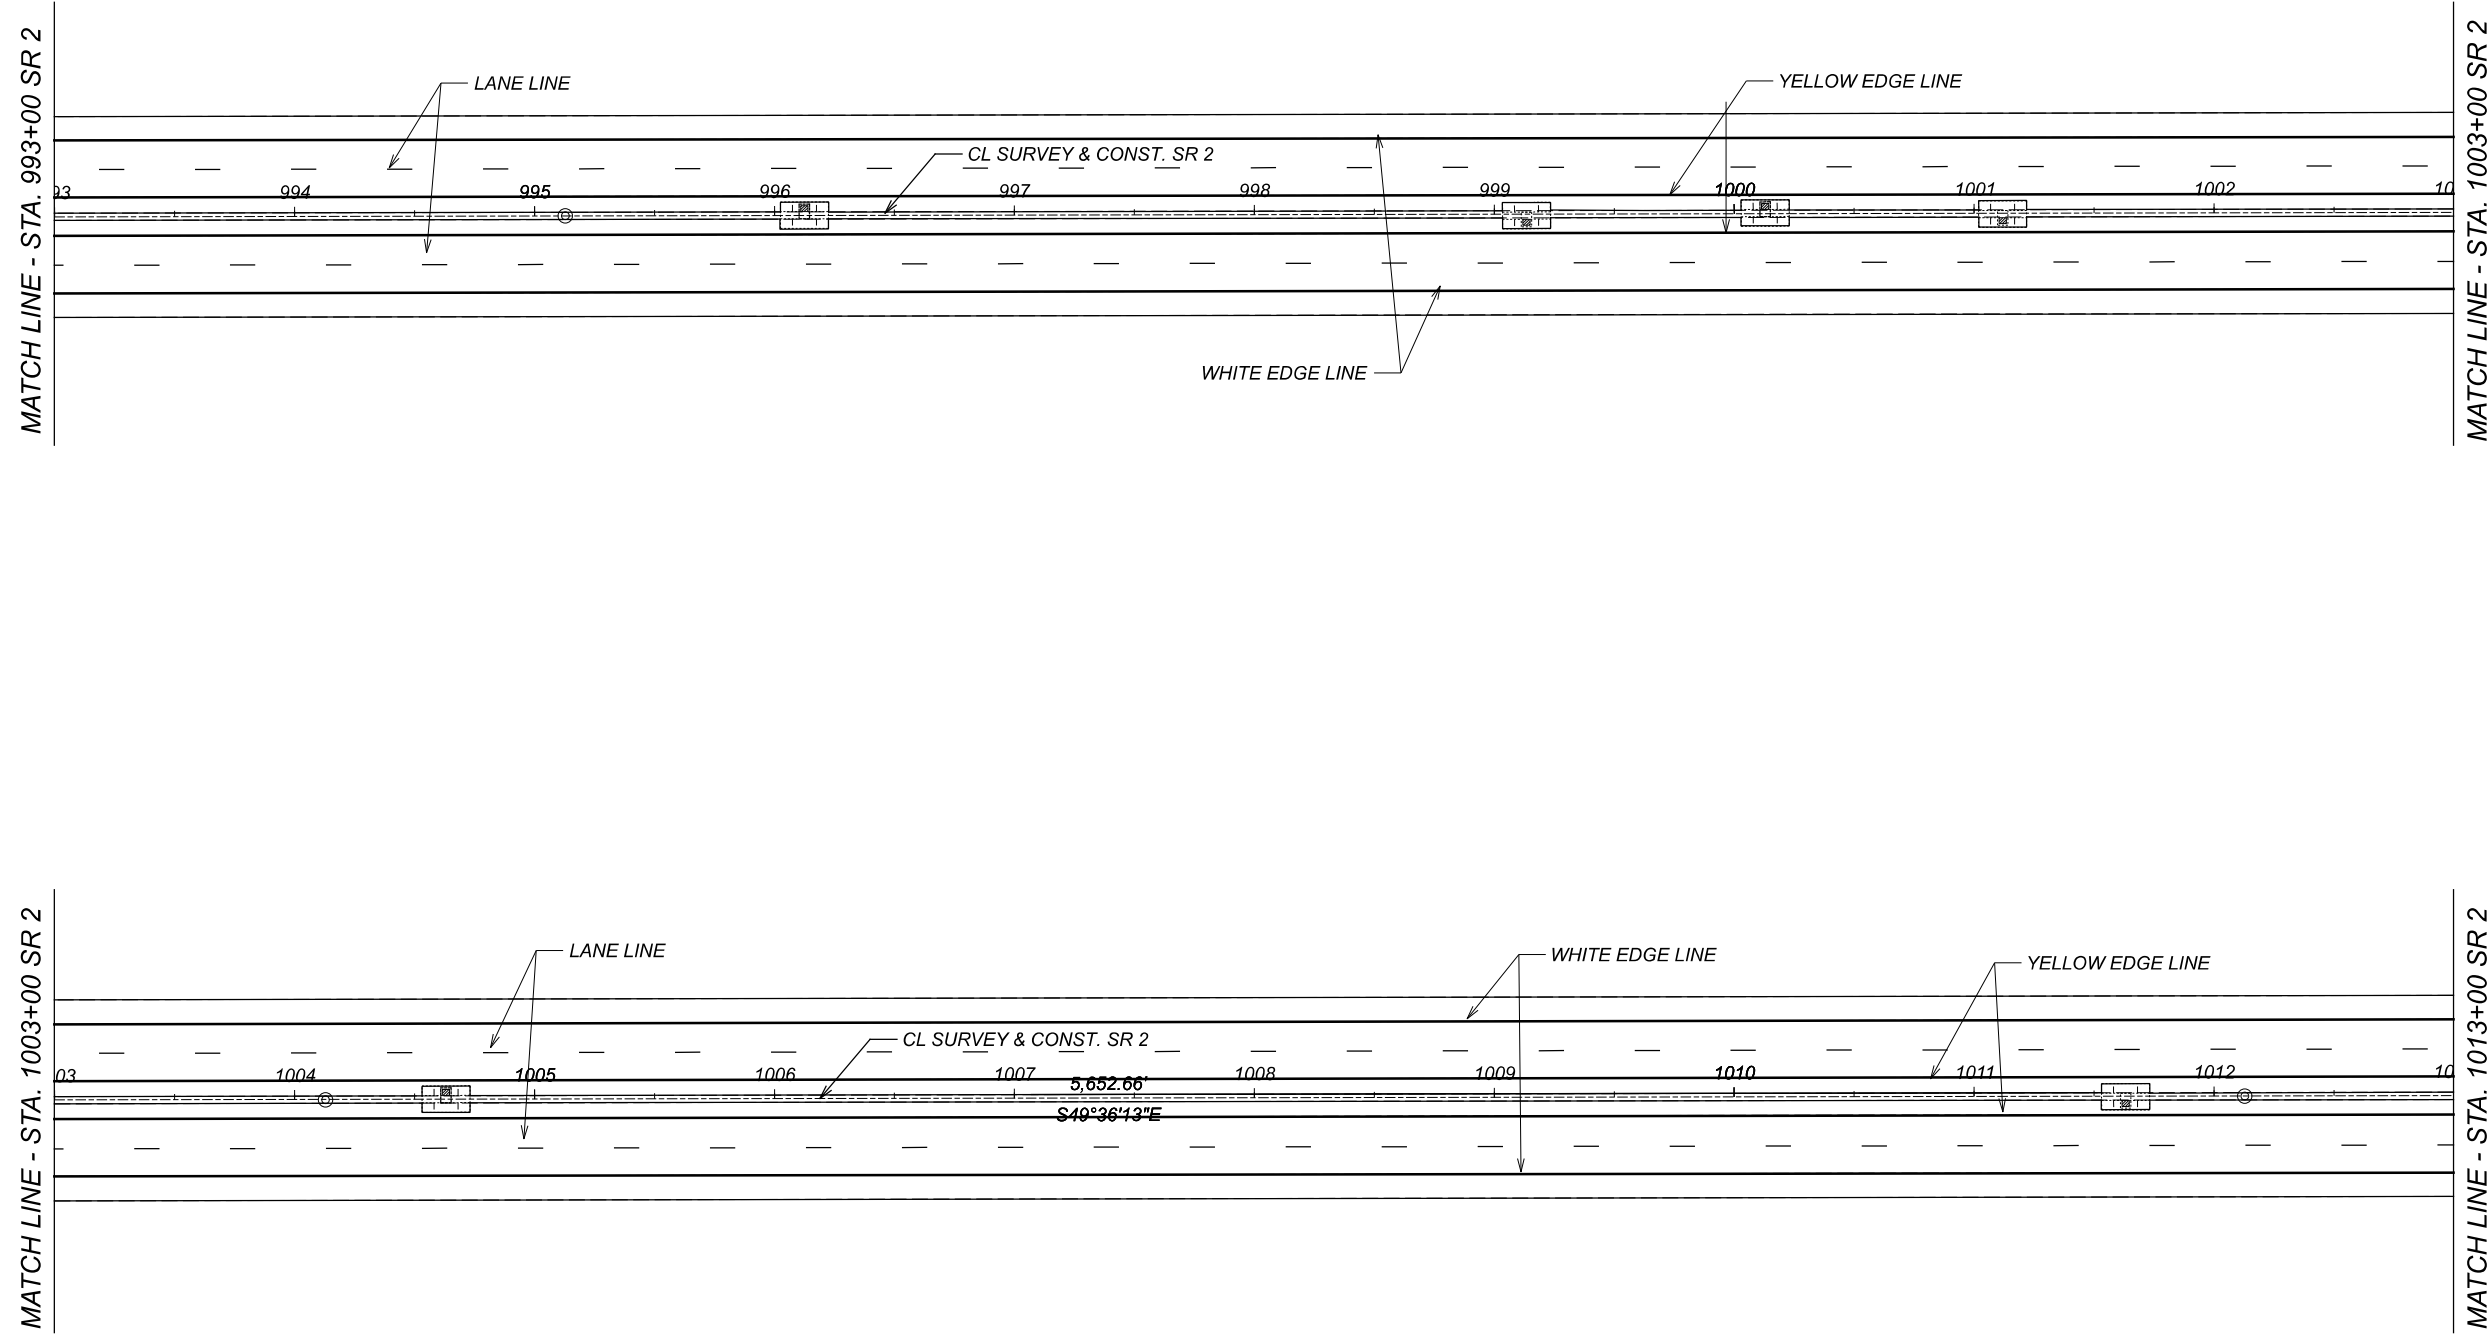 MATCH LINE - STA. 993+00 SR 2
LANE LINE
YELLOW EDGE LINE
CL SURVEY & CONST. SR 2
93 994 995 996 997 998 999 1000 1001 1002 10
WHITE EDGE LINE
MATCH LINE - STA. 1003+00 SR 2
MATCH LINE - STA. 1003+00 SR 2
LANE LINE
WHITE EDGE LINE
YELLOW EDGE LINE
CL SURVEY & CONST. SR 2
03 1004 1005 1006 1007 1008 1009 1010 1011 1012 10
5,652.66'
S49°36'13"E
MATCH LINE - STA. 1013+00 SR 2